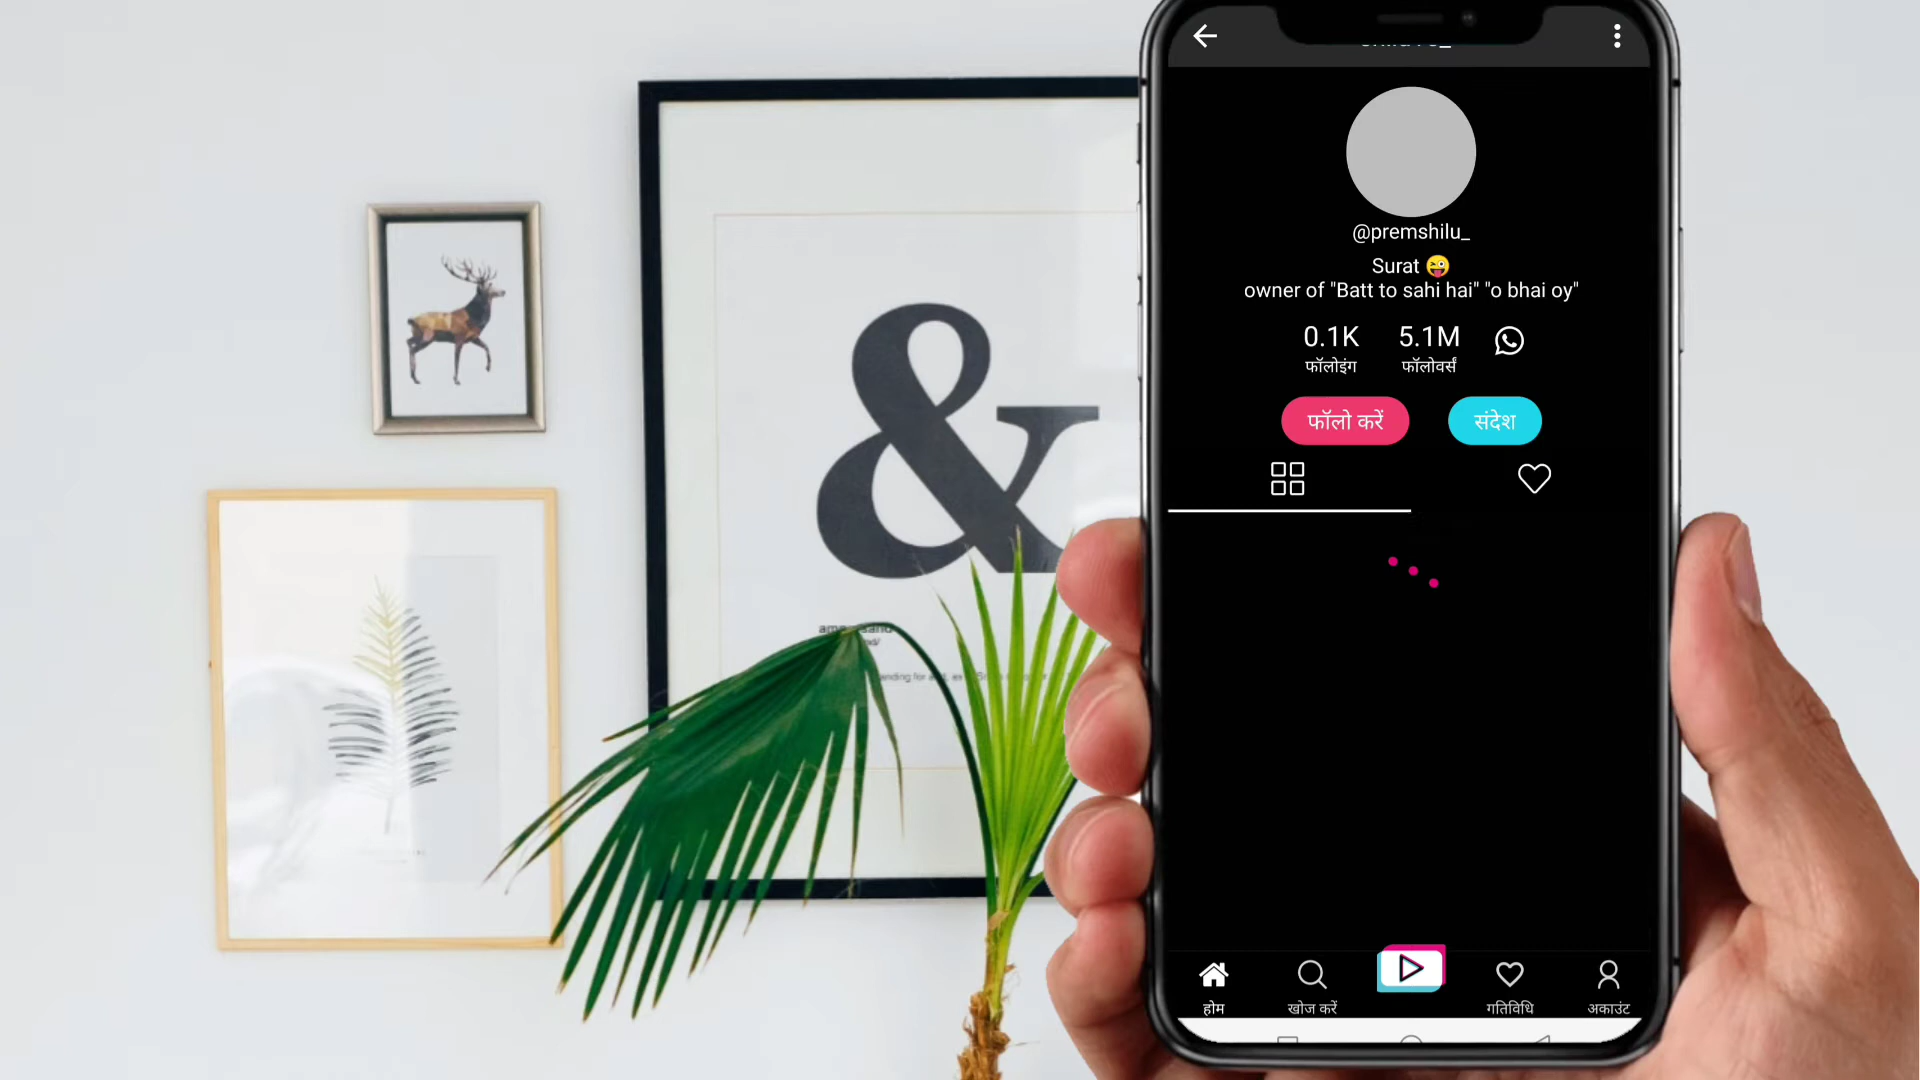 &
@premshilu_
Surat 😜
owner of "Batt to sahi hai" "o bhai oy"
0.1K 5.1M
फॉलोइंग फॉलोवर्स
फॉलो करें संदेश
होम खोज करें गतिविधि अकाउंट